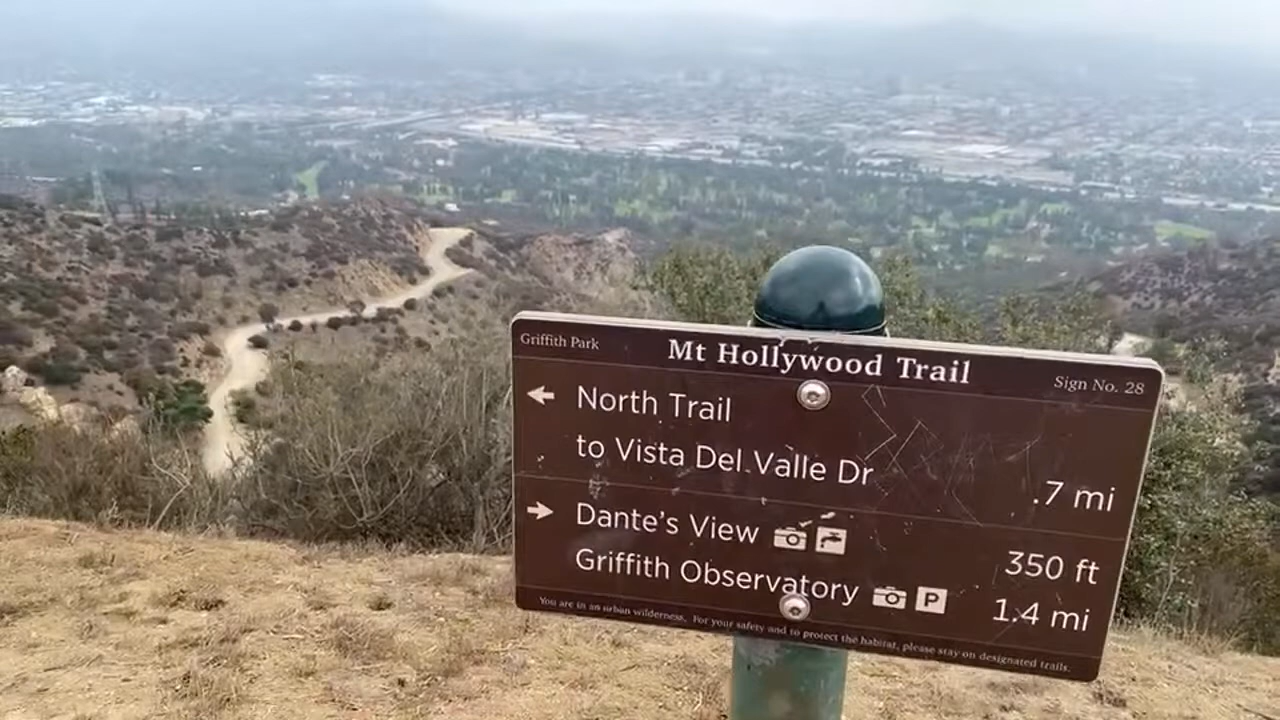 Griffith Park
Mt Hollywood Trail
Sign No. 28
North Trail
to Vista Del Valle Dr
.7 mi
Dante's View
350 ft
Griffith Observatory
P
1.4 mi
You are in an urban wilderness. For your safety and to protect the habitat, please stay on designated trails.